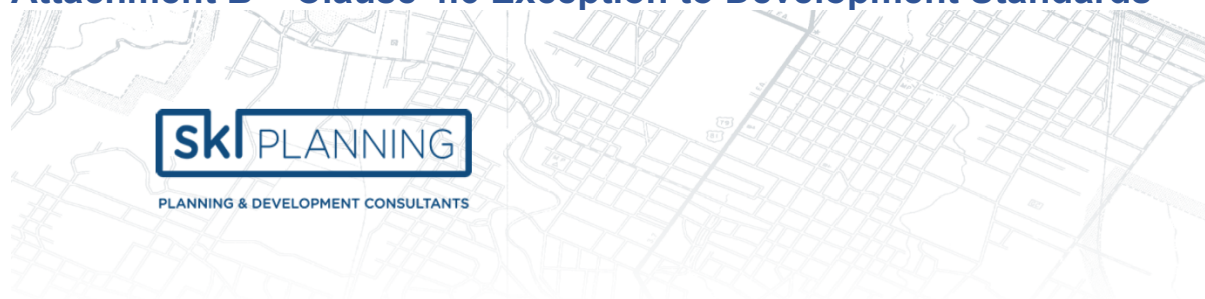 Attachment B – Clause 4.6 Exception to Development Standards
skl PLANNING
PLANNING & DEVELOPMENT CONSULTANTS